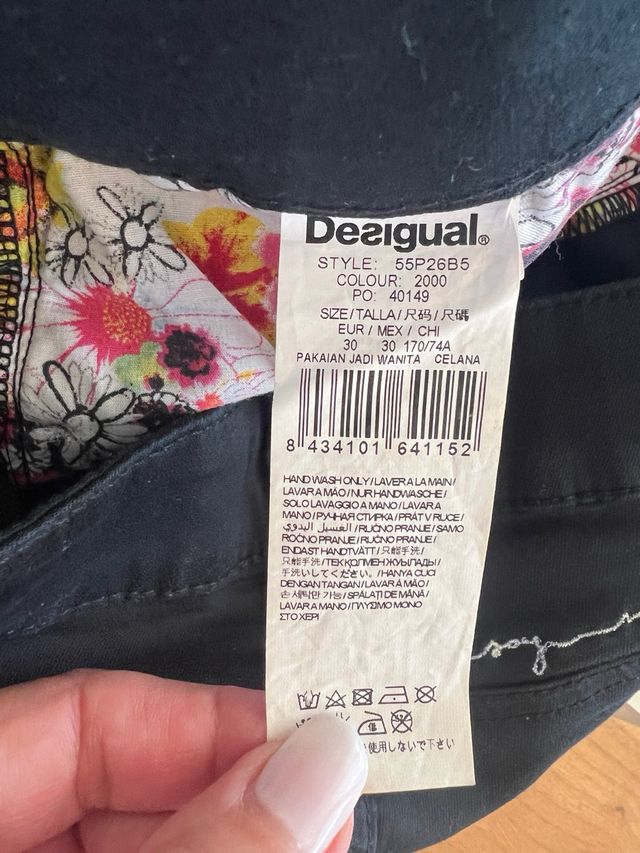 Desigual®
STYLE: 55P26B5
COLOUR: 2000
PO: 40149
SIZE/TALLA/尺码/尺碼
EUR / MEX / CHI
30 30 170/74A
PAKAIAN JADI WANITA CELANA
8 434101 641152
HAND WASH ONLY/LAVER A LA MAIN/
LAVAR A MÃO/NUR HANDWÄSCHE/
SOLO LAVAGGIO A MANO/LAVAR A
MANO/РУЧНАЯ СТИРКА/PRÁT V RUCE/
الغسيل اليدوي/RUČNO PRANJE/SAMO
ROČNO PRANJE/RUČNO PRANJE/
ENDAST HANDTVÄTT/只能手洗/
只能手洗/ТЕК ҚОЛМЕН ЖУЫЛАДЫ/
手洗いしてください。/HANYA CUCI
DENGAN TANGAN/LAVAR Á MÃO/
손 세탁만 가능/SPĂLAȚI DE MÂNĂ/
LAVAR A MANO/ΠΛΥΣΙΜΟ ΜΟΝΟ
ΣΤΟ ΧΕΡΙ
soy
使用しないで下さい